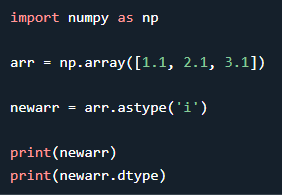 import numpy as np
arr = np.array([1.1, 2.1, 3.1])
newarr = arr.astype('i')
print(newarr)
print(newarr.dtype)